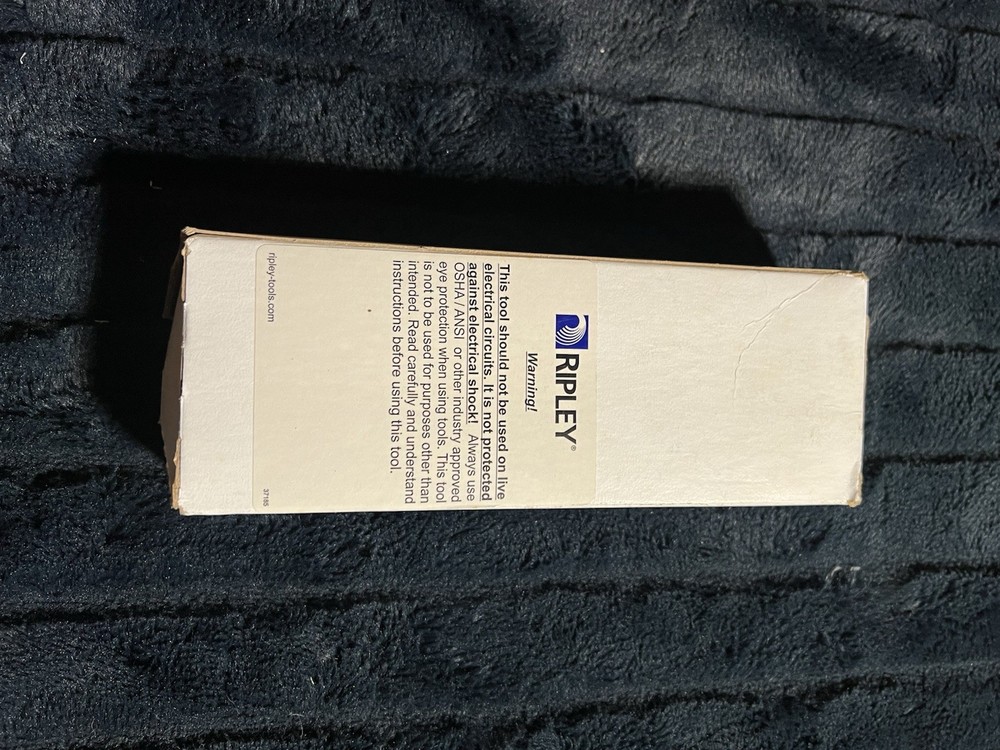 RIPLEY®
Warning!
This tool should not be used on live
electrical circuits. It is not protected
against electrical shock! Always use
OSHA / ANSI or other industry approved
eye protection when using tools. This tool
is not to be used for purposes other than
intended. Read carefully and understand
instructions before using this tool.
ripley-tools.com
37185